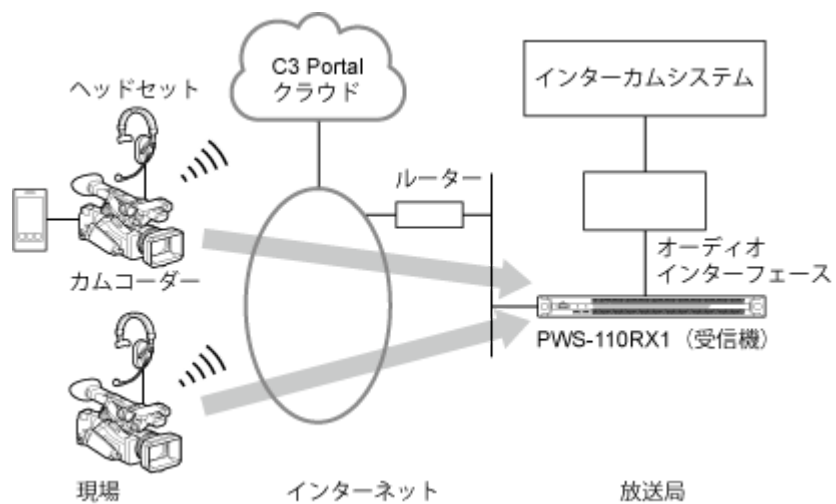 C3 Portal
クラウド
インターカムシステム
ヘッドセット
ルーター
オーディオ
インターフェース
カムコーダー
PWS-110RX1（受信機）
現場
インターネット
放送局